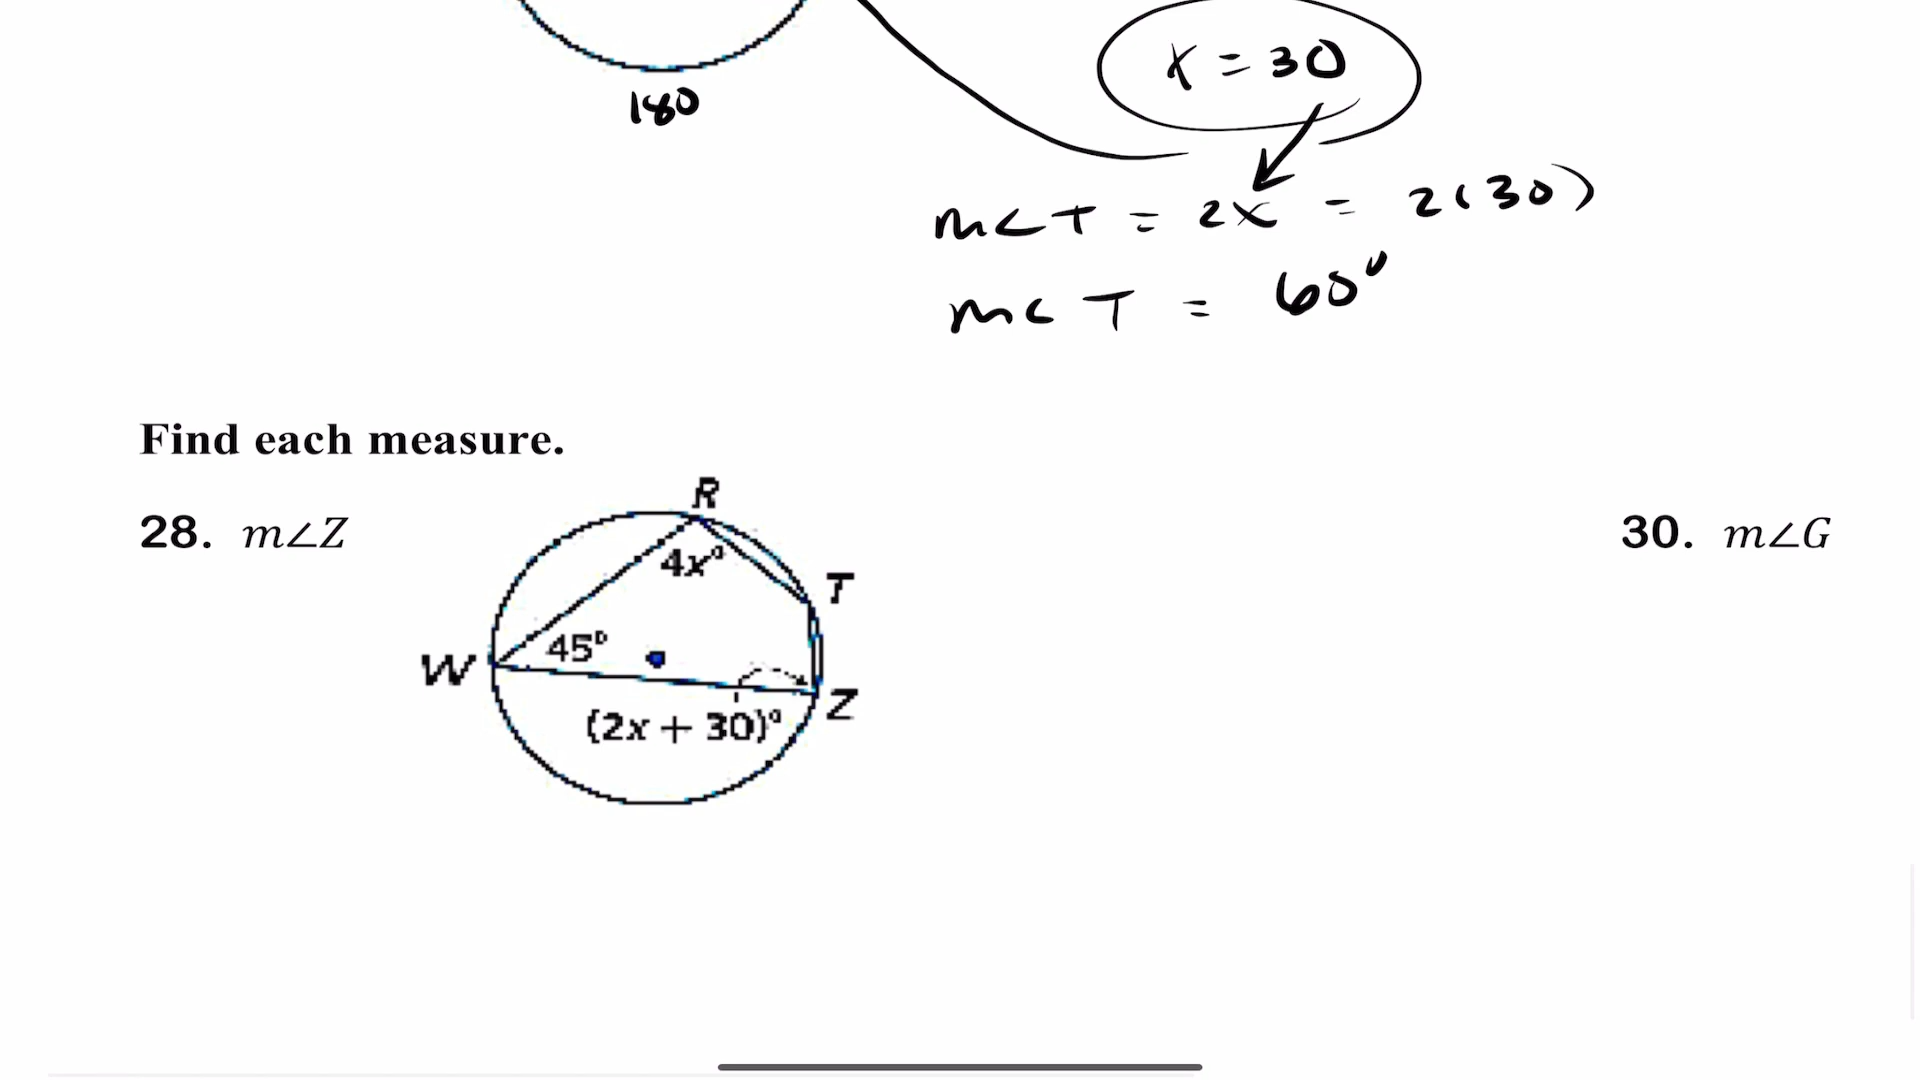 x = 30
180
m∠T = 2x = 2(30)
m∠T = 60°
Find each measure.
28. m∠Z
R
4x°
T
W
45°
Z
(2x + 30)°
30. m∠G